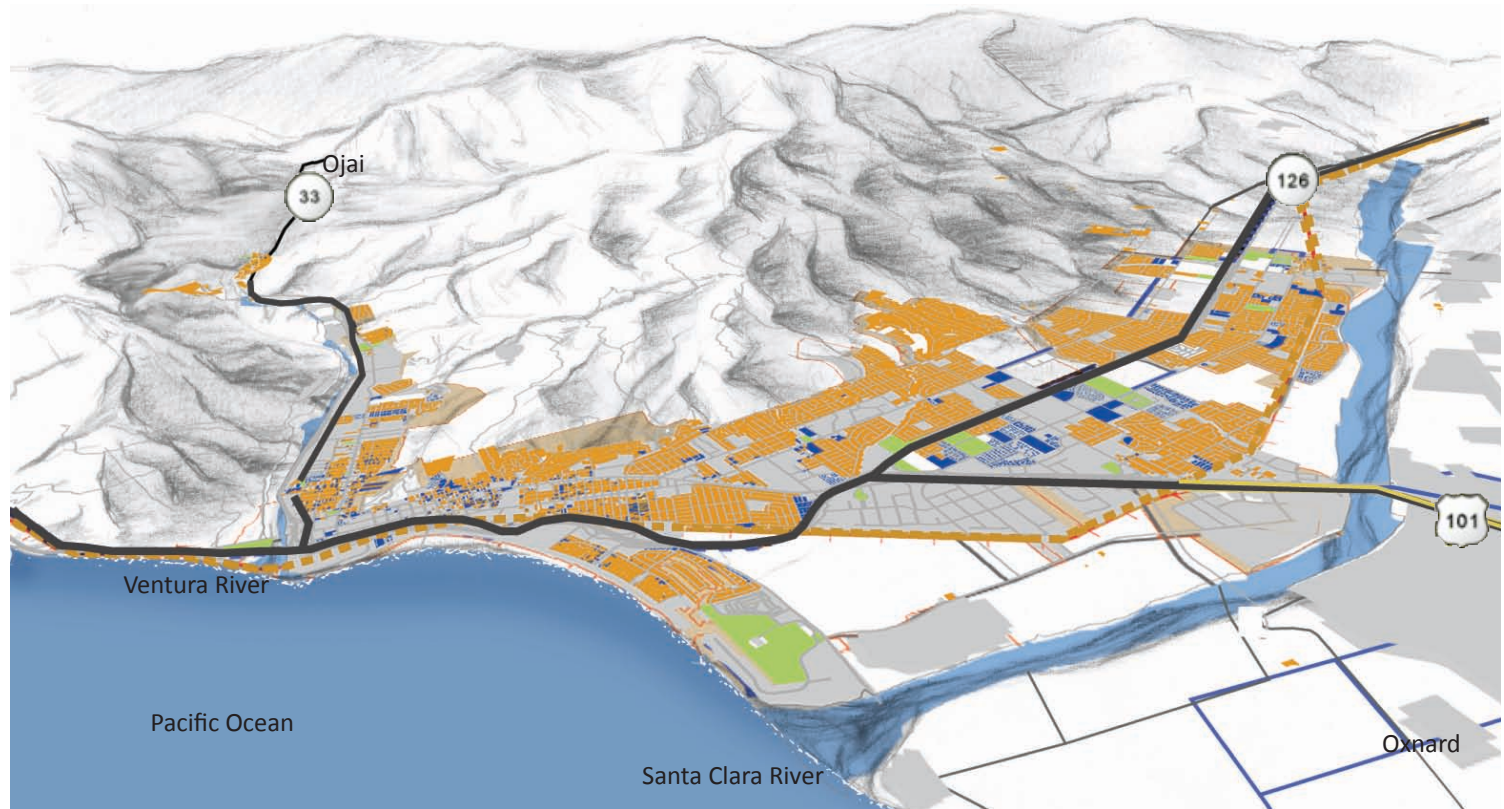 Ojai
33
126
101
Ventura River
Pacific Ocean
Oxnard
Santa Clara River